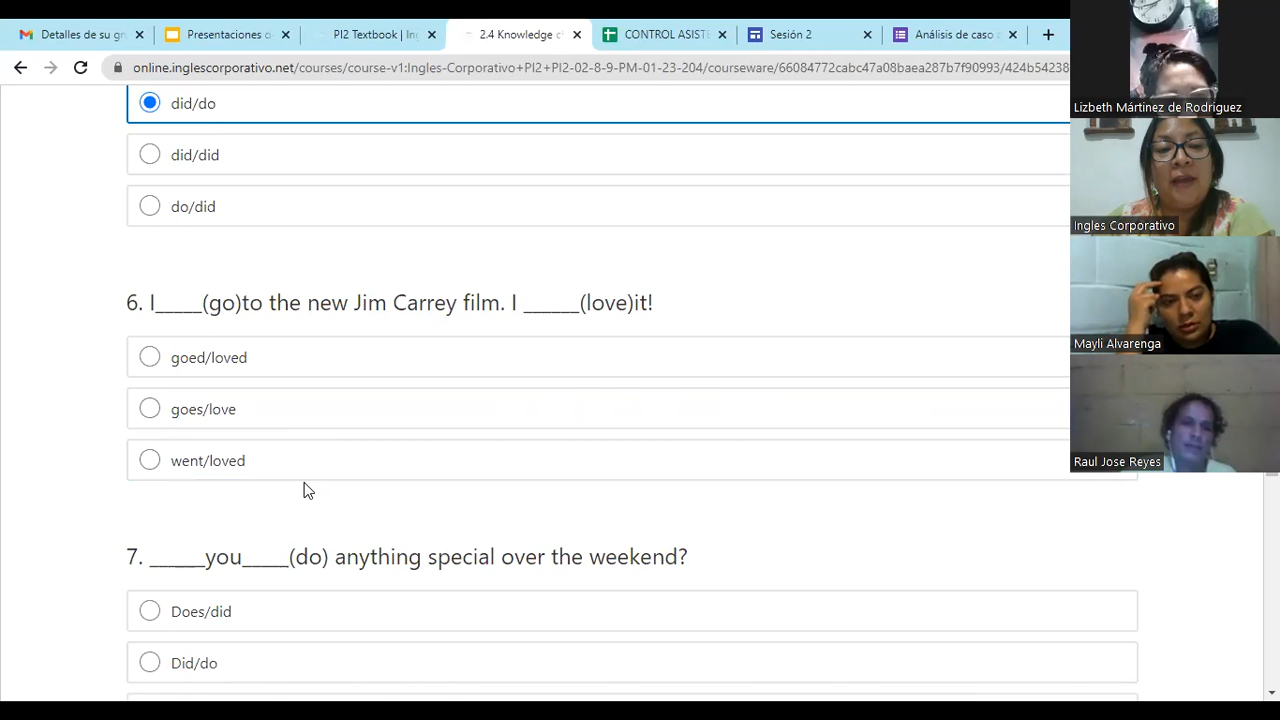 Detalles de su gr
Presentaciones d
PI2 Textbook | In
2.4 Knowledge c
CONTROL ASIST
Sesión 2
Análisis de caso
online.inglescorporativo.net/courses/course-v1:Ingles-Corporativo+PI2+PI2-02-8-9-PM-01-23-204/courseware/66084772cabc47a08baea287b7f90993/424b54238
did/do
did/did
do/did
6. I_____(go)to the new Jim Carrey film. I ______(love)it!
goed/loved
goes/love
went/loved
7. ______you_____(do) anything special over the weekend?
Does/did
Did/do
Lizbeth Mártinez de Rodriguez
Ingles Corporativo
Mayli Alvarenga
Raul Jose Reyes